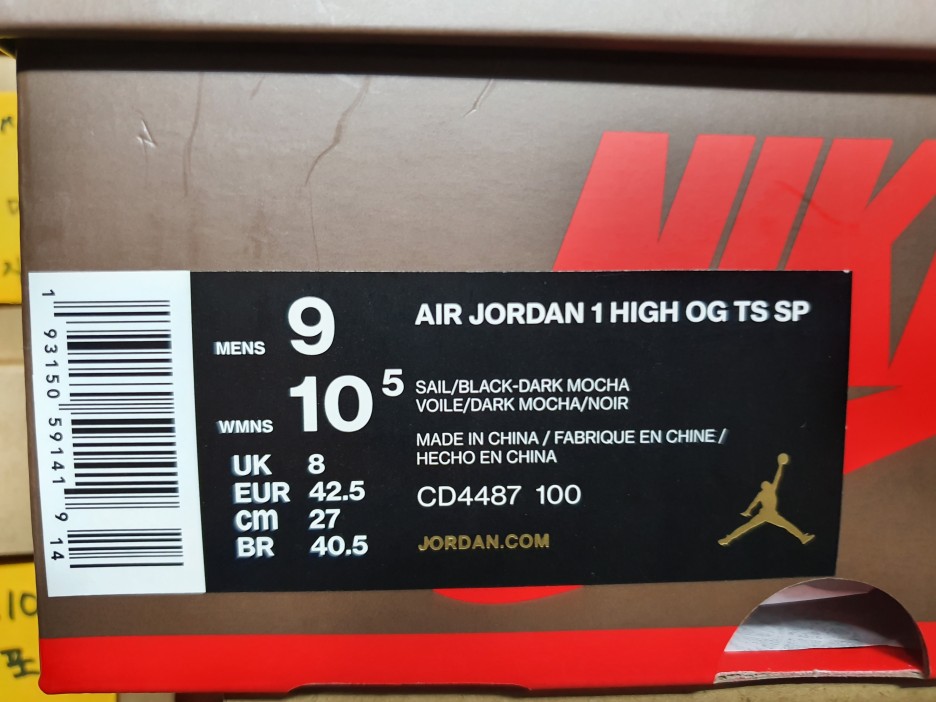 NIK
1 93150 59141 9 14
MENS 9
WMNS 10 5
UK 8
EUR 42.5
cm 27
BR 40.5
AIR JORDAN 1 HIGH OG TS SP
SAIL/BLACK-DARK MOCHA
VOILE/DARK MOCHA/NOIR
MADE IN CHINA / FABRIQUE EN CHINE /
HECHO EN CHINA
CD4487 100
JORDAN.COM
10
포